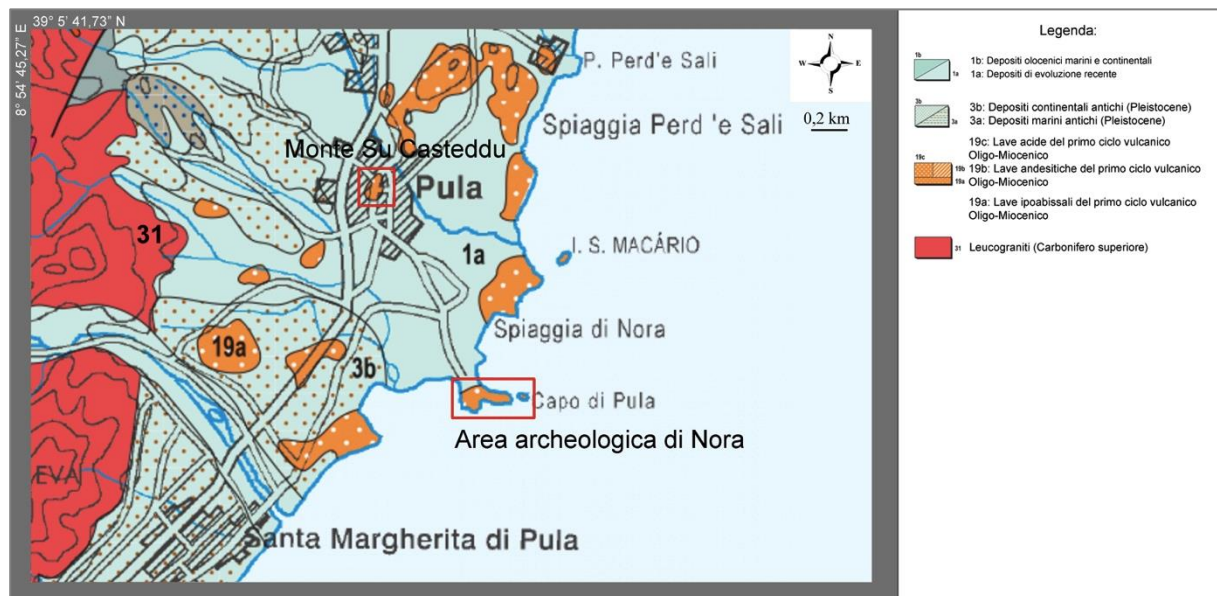 39° 5' 41,73” N
8° 54' 45,27” E
N
W E
S
0,2 km
P. Perd'e Sali
Spiaggia Perd 'e Sali
Monte Su Casteddu
Pula
31
1a
I. S. MACÁRIO
Spiaggia di Nora
19a
3b
Capo di Pula
Area archeologica di Nora
EVA
Santa Margherita di Pula
Legenda:
1b
1a
1b: Depositi olocenici marini e continentali
1a: Depositi di evoluzione recente
3b
3a
3b: Depositi continentali antichi (Pleistocene)
3a: Depositi marini antichi (Pleistocene)
19c: Lave acide del primo ciclo vulcanico
Oligo-Miocenico
19c
19b
19a
19b: Lave andesitiche del primo ciclo vulcanico
Oligo-Miocenico
19a: Lave ipoabissali del primo ciclo vulcanico
Oligo-Miocenico
31
Leucograniti (Carbonifero superiore)